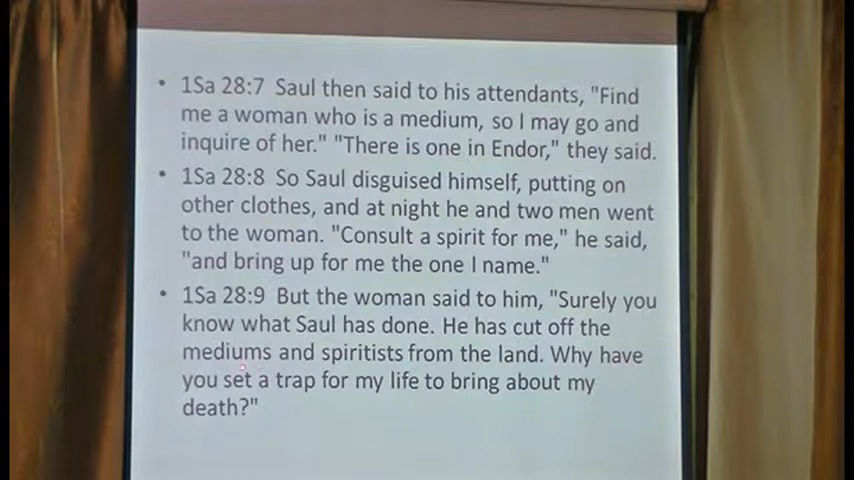 • 1Sa 28:7 Saul then said to his attendants, "Find
me a woman who is a medium, so I may go and
inquire of her." "There is one in Endor," they said.
• 1Sa 28:8 So Saul disguised himself, putting on
other clothes, and at night he and two men went
to the woman. "Consult a spirit for me," he said,
"and bring up for me the one I name."
• 1Sa 28:9 But the woman said to him, "Surely you
know what Saul has done. He has cut off the
mediums and spiritists from the land. Why have
you set a trap for my life to bring about my
death?"